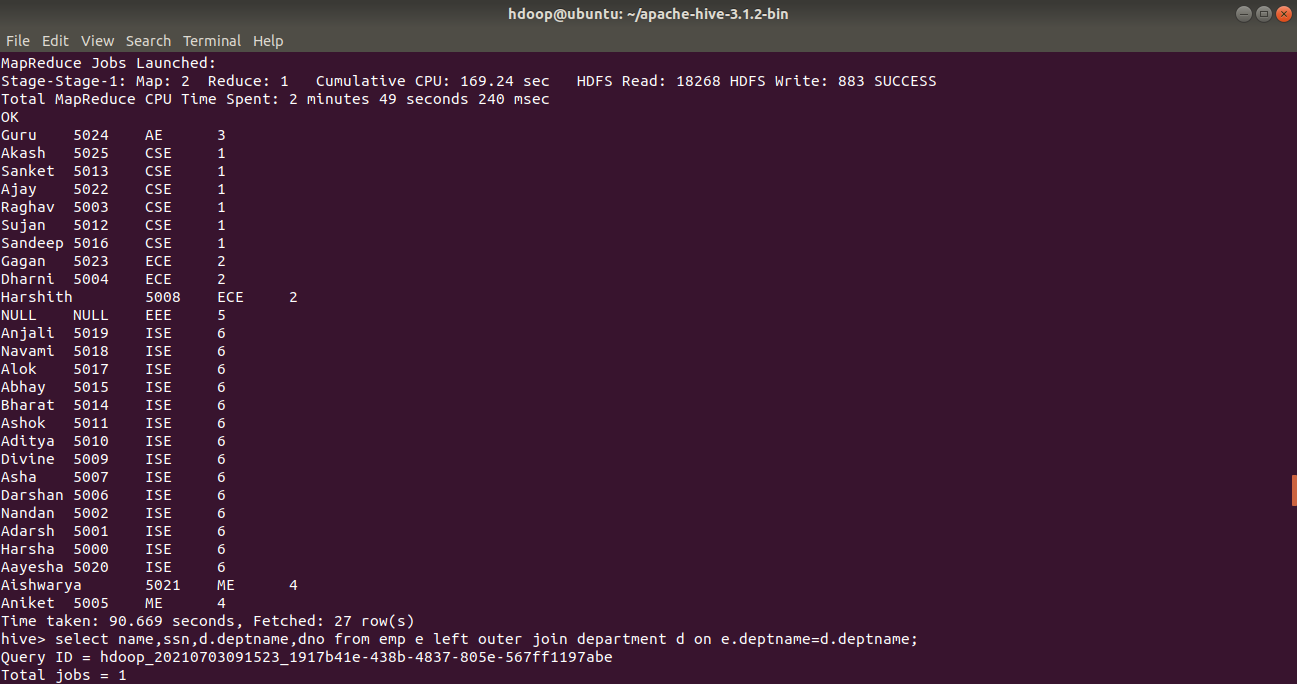 hdoop@ubuntu: ~/apache-hive-3.1.2-bin
File Edit View Search Terminal Help
MapReduce Jobs Launched:
Stage-Stage-1: Map: 2  Reduce: 1   Cumulative CPU: 169.24 sec   HDFS Read: 18268 HDFS Write: 883 SUCCESS
Total MapReduce CPU Time Spent: 2 minutes 49 seconds 240 msec
OK
Guru    5024    AE      3
Akash   5025    CSE     1
Sanket  5013    CSE     1
Ajay    5022    CSE     1
Raghav  5003    CSE     1
Sujan   5012    CSE     1
Sandeep 5016    CSE     1
Gagan   5023    ECE     2
Dharni  5004    ECE     2
Harshith        5008    ECE     2
NULL    NULL    EEE     5
Anjali  5019    ISE     6
Navami  5018    ISE     6
Alok    5017    ISE     6
Abhay   5015    ISE     6
Bharat  5014    ISE     6
Ashok   5011    ISE     6
Aditya  5010    ISE     6
Divine  5009    ISE     6
Asha    5007    ISE     6
Darshan 5006    ISE     6
Nandan  5002    ISE     6
Adarsh  5001    ISE     6
Harsha  5000    ISE     6
Aayesha 5020    ISE     6
Aishwarya       5021    ME      4
Aniket  5005    ME      4
Time taken: 90.669 seconds, Fetched: 27 row(s)
hive> select name,ssn,d.deptname,dno from emp e left outer join department d on e.deptname=d.deptname;
Query ID = hdoop_20210703091523_1917b41e-438b-4837-805e-567ff1197abe
Total jobs = 1